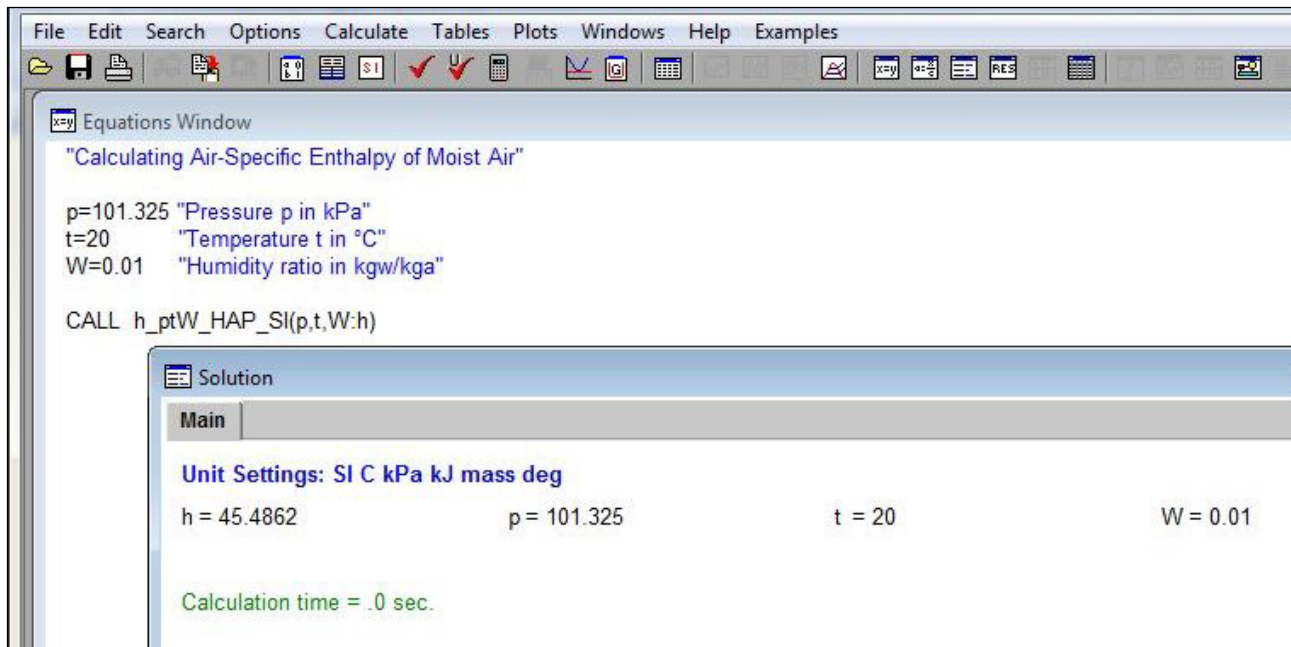 File Edit Search Options Calculate Tables Plots Windows Help Examples
SI x=y RES
x=y Equations Window
"Calculating Air-Specific Enthalpy of Moist Air"
p=101.325 "Pressure p in kPa"
t=20 "Temperature t in °C"
W=0.01 "Humidity ratio in kgw/kga"
CALL h_ptW_HAP_SI(p,t,W:h)
Solution
Main
Unit Settings: SI C kPa kJ mass deg
h = 45.4862 p = 101.325 t = 20 W = 0.01
Calculation time = .0 sec.